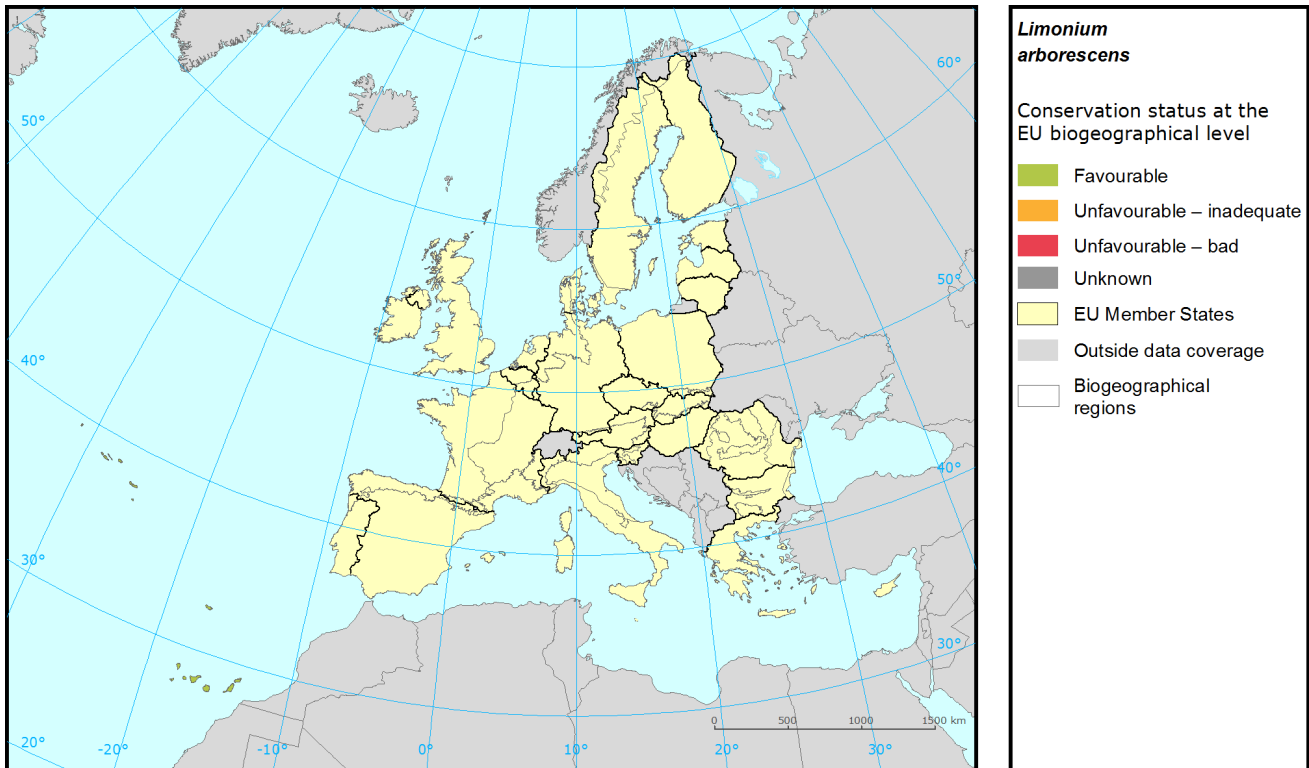 Limonium
arborescens
Conservation status at the
EU biogeographical level
Favourable
Unfavourable – inadequate
Unfavourable – bad
Unknown
EU Member States
Outside data coverage
Biogeographical
regions
60°
50°
50°
40°
40°
30°
30°
0 500 1000 1500 km
20° -20° -10° 0° 10° 20° 30°